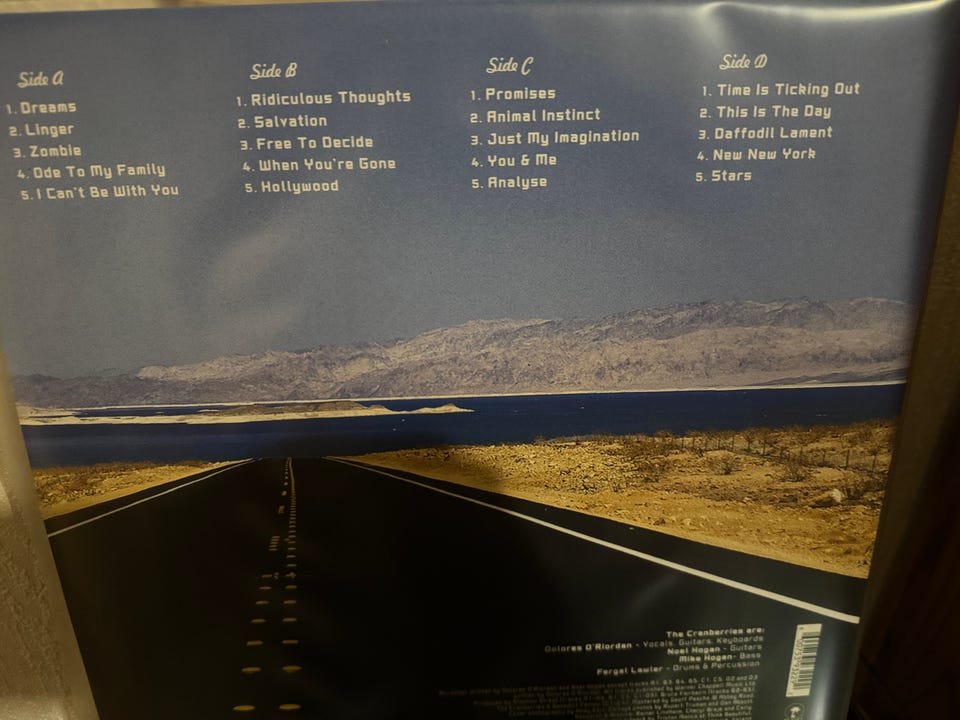 Side A
1. Dreams
2. Linger
3. Zombie
4. Ode To My Family
5. I Can't Be With You
Side B
1. Ridiculous Thoughts
2. Salvation
3. Free To Decide
4. When You're Gone
5. Hollywood
Side C
1. Promises
2. Animal Instinct
3. Just My Imagination
4. You & Me
5. Analyse
Side D
1. Time Is Ticking Out
2. This Is The Day
3. Daffodil Lament
4. New New York
5. Stars
The Cranberries are:
Dolores O'Riordan - Vocals, Guitars, Keyboards
Noel Hogan - Guitars
Mike Hogan - Bass
Fergal Lawler - Drums & Percussion